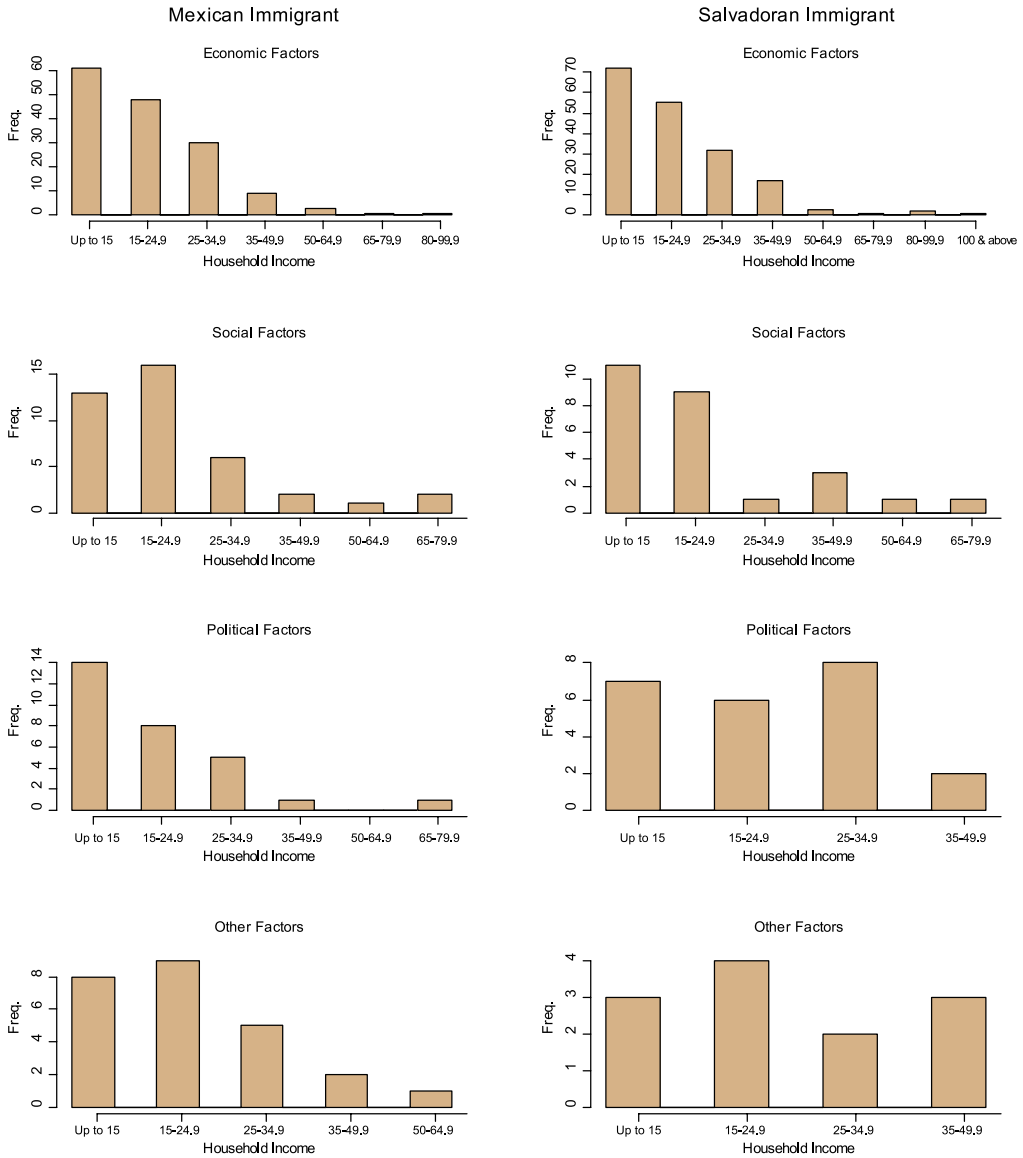 Mexican Immigrant
Salvadoran Immigrant
Economic Factors
Freq.
0 10 20 30 40 50 60
Up to 15 15-24.9 25-34.9 35-49.9 50-64.9 65-79.9 80-99.9
Household Income
Economic Factors
Freq.
0 10 20 30 40 50 60 70
Up to 15 15-24.9 25-34.9 35-49.9 50-64.9 65-79.9 80-99.9 100 & above
Household Income
Social Factors
Freq.
0 5 10 15
Up to 15 15-24.9 25-34.9 35-49.9 50-64.9 65-79.9
Household Income
Social Factors
Freq.
0 2 4 6 8 10
Up to 15 15-24.9 25-34.9 35-49.9 50-64.9 65-79.9
Household Income
Political Factors
Freq.
0 2 4 6 8 10 12 14
Up to 15 15-24.9 25-34.9 35-49.9 50-64.9 65-79.9
Household Income
Political Factors
Freq.
0 2 4 6 8
Up to 15 15-24.9 25-34.9 35-49.9
Household Income
Other Factors
Freq.
0 2 4 6 8
Up to 15 15-24.9 25-34.9 35-49.9 50-64.9
Household Income
Other Factors
Freq.
0 1 2 3 4
Up to 15 15-24.9 25-34.9 35-49.9
Household Income